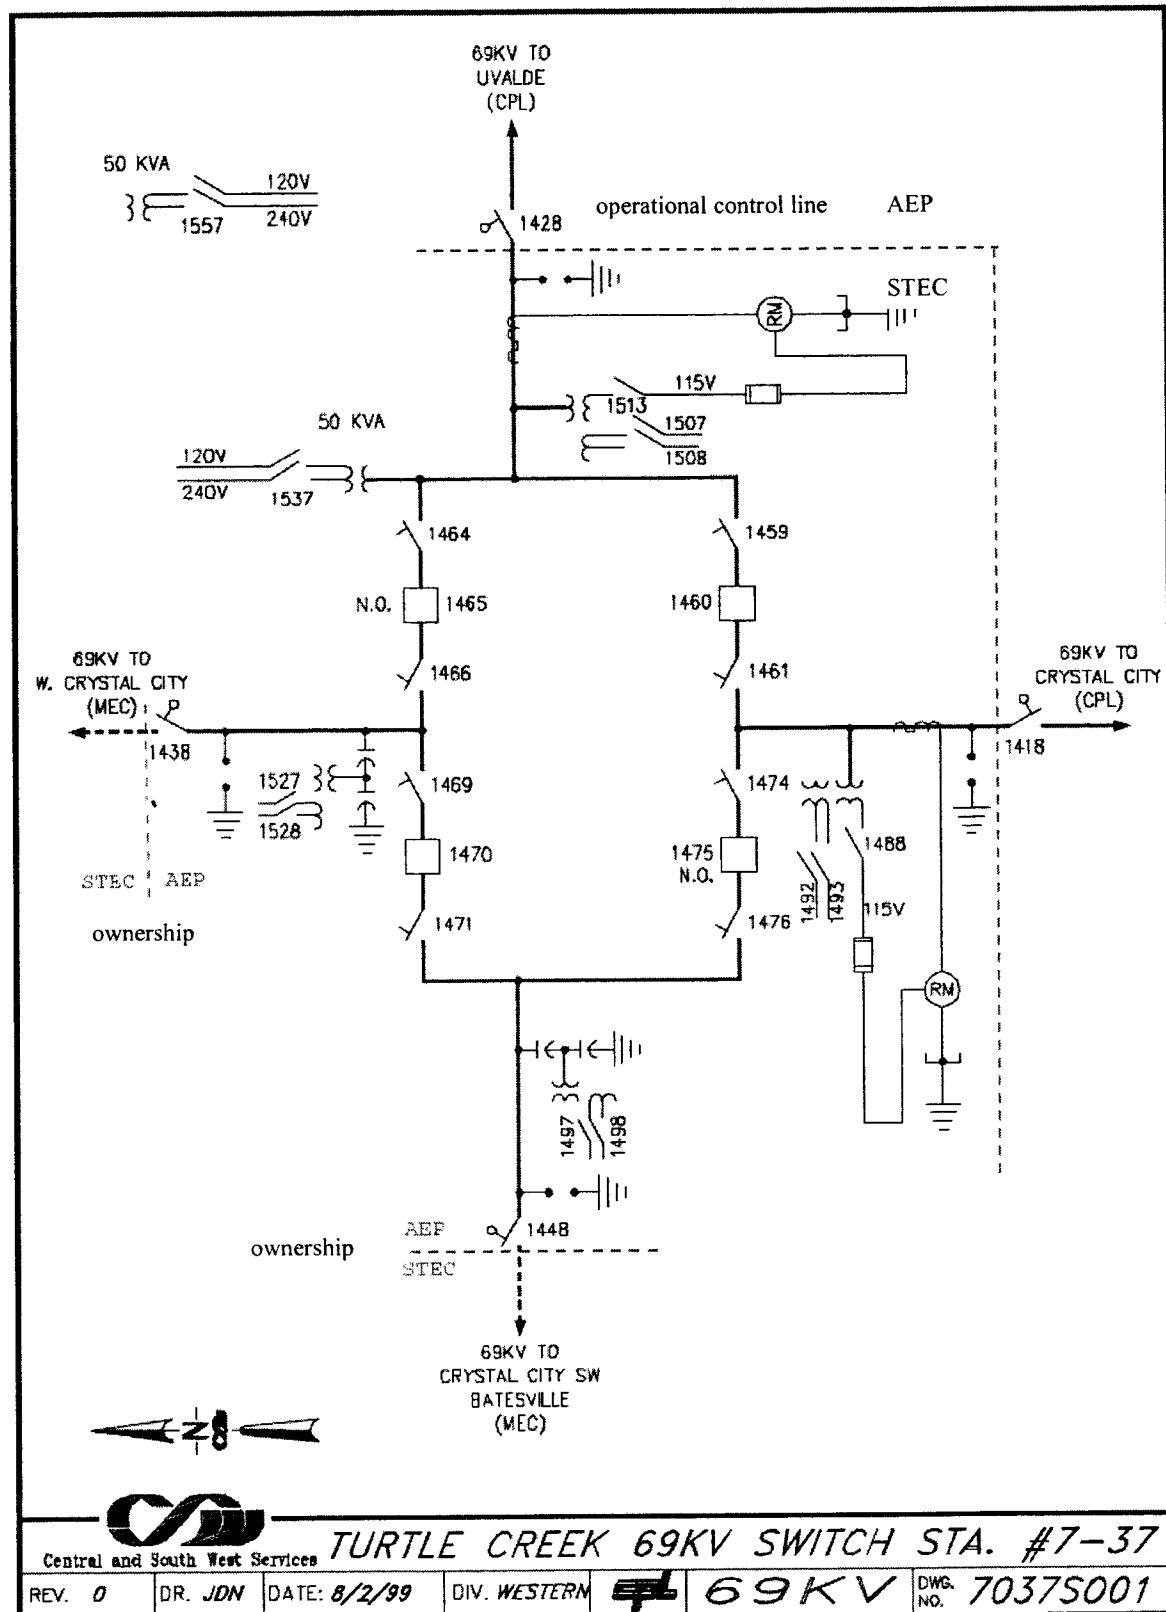 69KV TO
UVALDE
(CPL)
50 KVA
120V
240V
1557
1428
operational control line
AEP
STEC
RM
115V
1513
1507
1508
50 KVA
120V
240V
1537
1464
1459
N.O.
1465
1460
69KV TO
W. CRYSTAL CITY
(MEC)
1466
1461
69KV TO
CRYSTAL CITY
(CPL)
1438
1418
1527
1528
1469
1474
1488
1470
1475
N.O.
1492
1493
STEC
AEP
ownership
1471
1476
115V
RM
1497
1498
AEP
1448
ownership
STEC
69KV TO
CRYSTAL CITY SW
BATESVILLE
(MEC)
N
Central and South West Services
TURTLE CREEK 69KV SWITCH STA. #7-37
REV. 0
DR. JDN
DATE: 8/2/99
DIV. WESTERN
69KV
DWG. NO. 7037S001